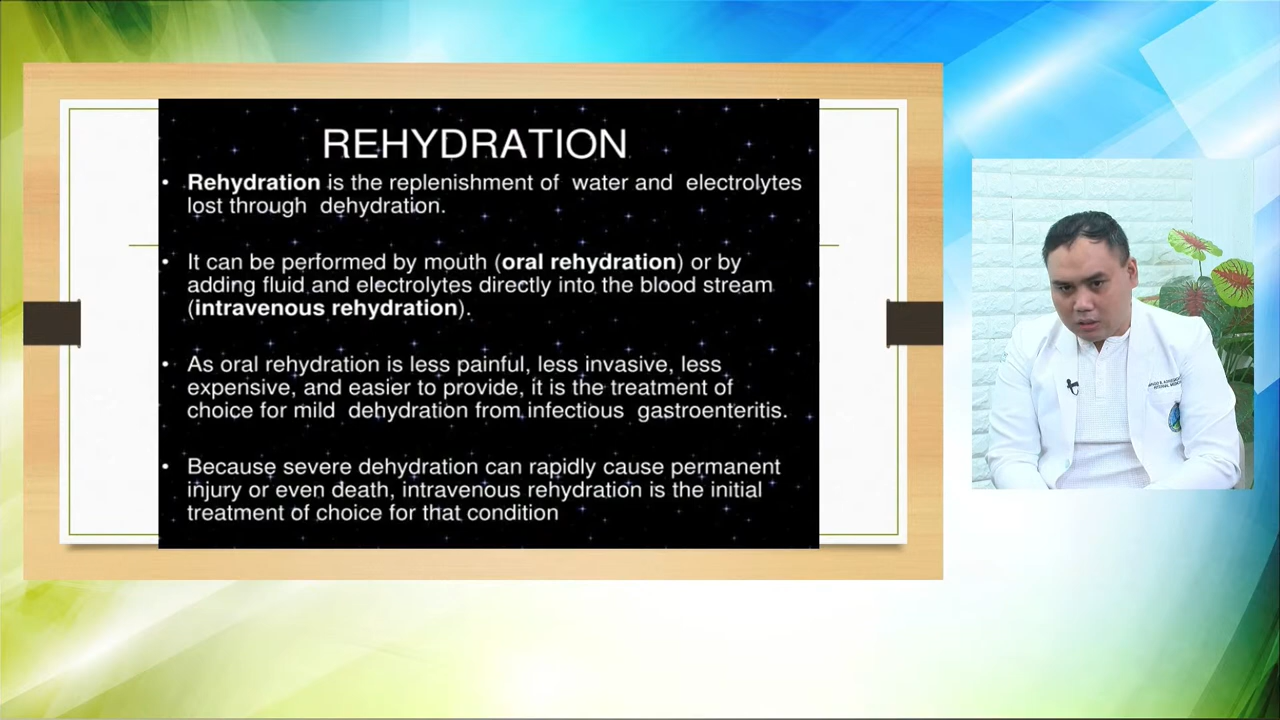 REHYDRATION
• Rehydration is the replenishment of water and electrolytes
lost through dehydration.
• It can be performed by mouth (oral rehydration) or by
adding fluid and electrolytes directly into the blood stream
(intravenous rehydration).
• As oral rehydration is less painful, less invasive, less
expensive, and easier to provide, it is the treatment of
choice for mild dehydration from infectious gastroenteritis.
• Because severe dehydration can rapidly cause permanent
injury or even death, intravenous rehydration is the initial
treatment of choice for that condition
INTERNAL MEDICINE